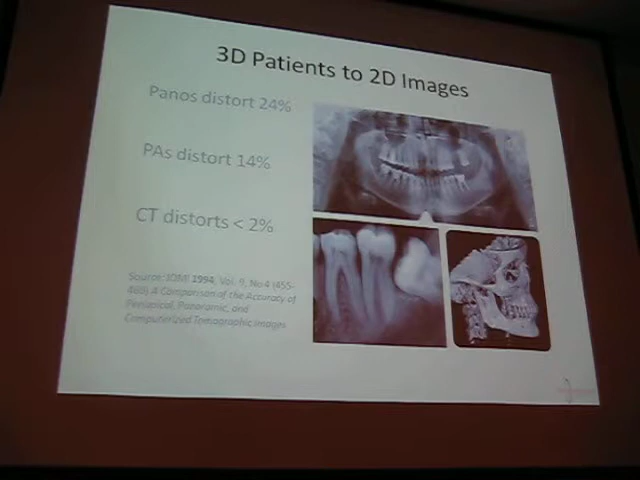 3D Patients to 2D Images
Panos distort 24%
PAs distort 14%
CT distorts < 2%
Source: JOMI 1994, Vol. 9, No 4 (455-
460) A Comparison of the Accuracy of
Periapical, Panoramic, and
Computerized Tomographic Images